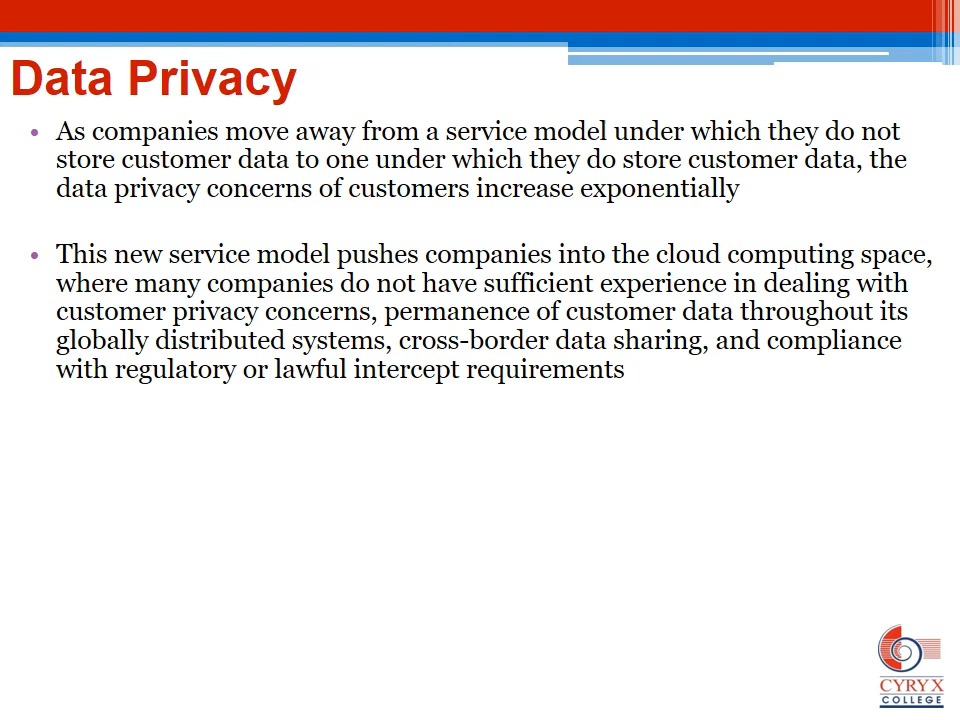 Data Privacy
• As companies move away from a service model under which they do not
store customer data to one under which they do store customer data, the
data privacy concerns of customers increase exponentially
• This new service model pushes companies into the cloud computing space,
where many companies do not have sufficient experience in dealing with
customer privacy concerns, permanence of customer data throughout its
globally distributed systems, cross-border data sharing, and compliance
with regulatory or lawful intercept requirements
CYRYX
COLLEGE